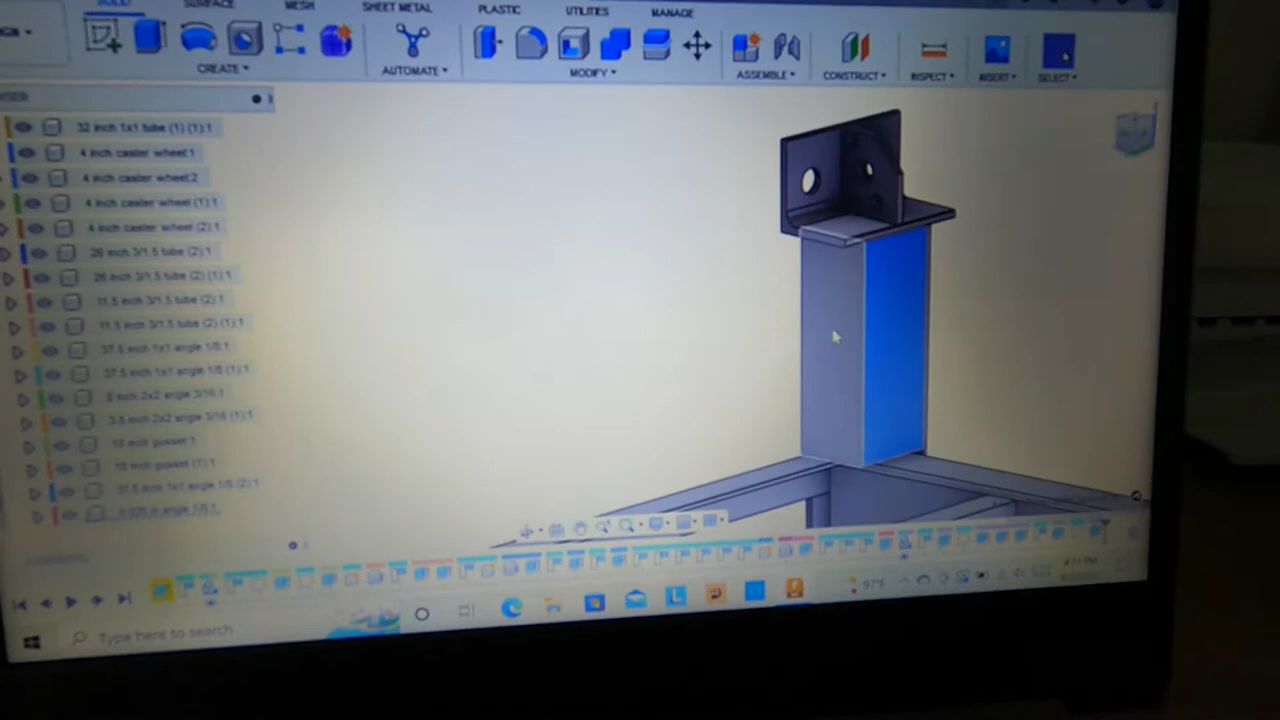 SOLID
SURFACE
MESH
SHEET METAL
PLASTIC
UTILITIES
MANAGE
CREATE
AUTOMATE
MODIFY
ASSEMBLE
CONSTRUCT
INSPECT
INSERT
SELECT
32 inch 1x1 tube (1) (1):1
4 inch caster wheel:1
4 inch caster wheel:2
4 inch caster wheel (1):1
4 inch caster wheel (2):1
26 inch 3/1.5 tube (2):1
26 inch 3/1.5 tube (2) (1):1
11.5 inch 3/1.5 tube (2):1
11.5 inch 3/1.5 tube (2) (1):1
37.5 inch 1x1 angle 1/8:1
37.5 inch 1x1 angle 1/8 (1):1
inch 2x2 angle 3/16:1
3.5 inch 2x2 angle 3/16 (1):1
10 inch gusset:1
10 inch gusset (1):1
inch 1x1 angle 1/8 (2):1
Type here to search
97°F